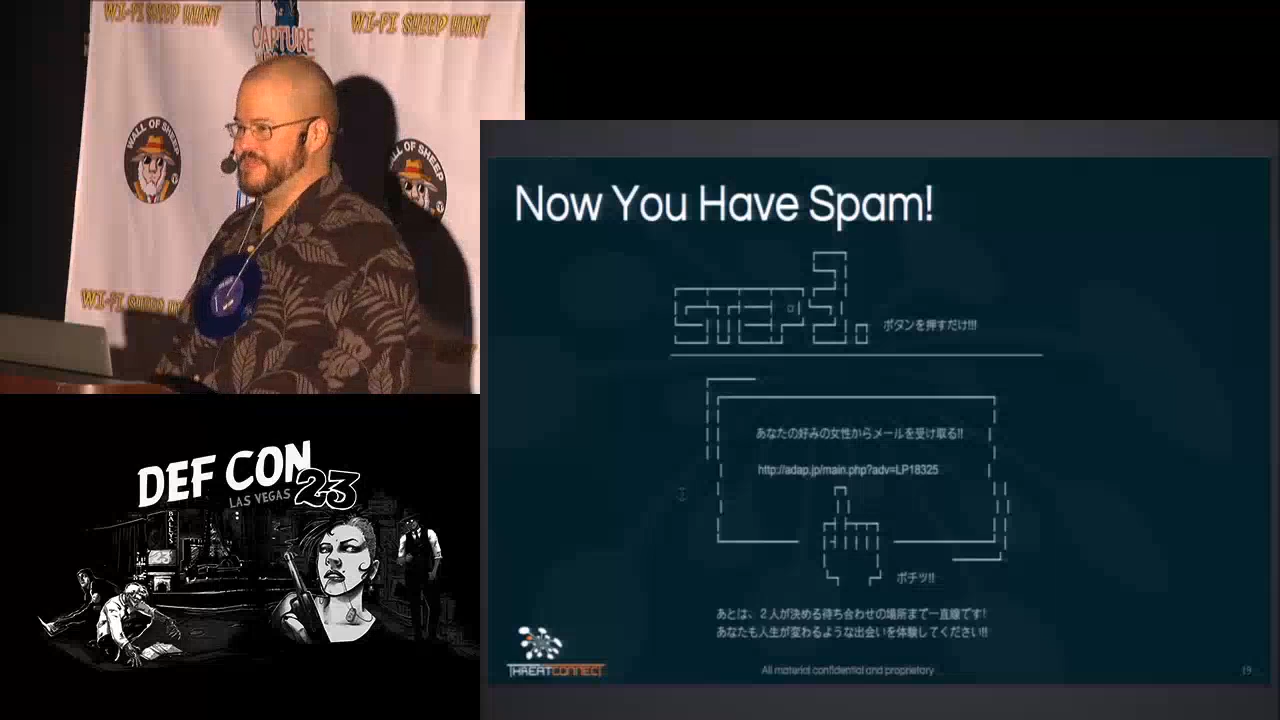 WI-FI SHEEP HUNT
CAPTURE
WI-FI SHEEP HUNT
WALL OF SHEEP
ALL OF SHEEP
WI-FI SHEEP
DEF CON
23
LAS VEGAS
BALLY'S
Now You Have Spam!
STEP2.
ボタンを押すだけ!!!
あなたの好みの女性からメールを受け取る!!
http://adap.jp/main.php?adv=LP18325
ポチッ!!
あとは、2人が決める待ち合わせの場所まで一直線です!
あなたも人生が変わるような出会いを体験してください!!
THREATCONNECT
All material confidential and proprietary
19